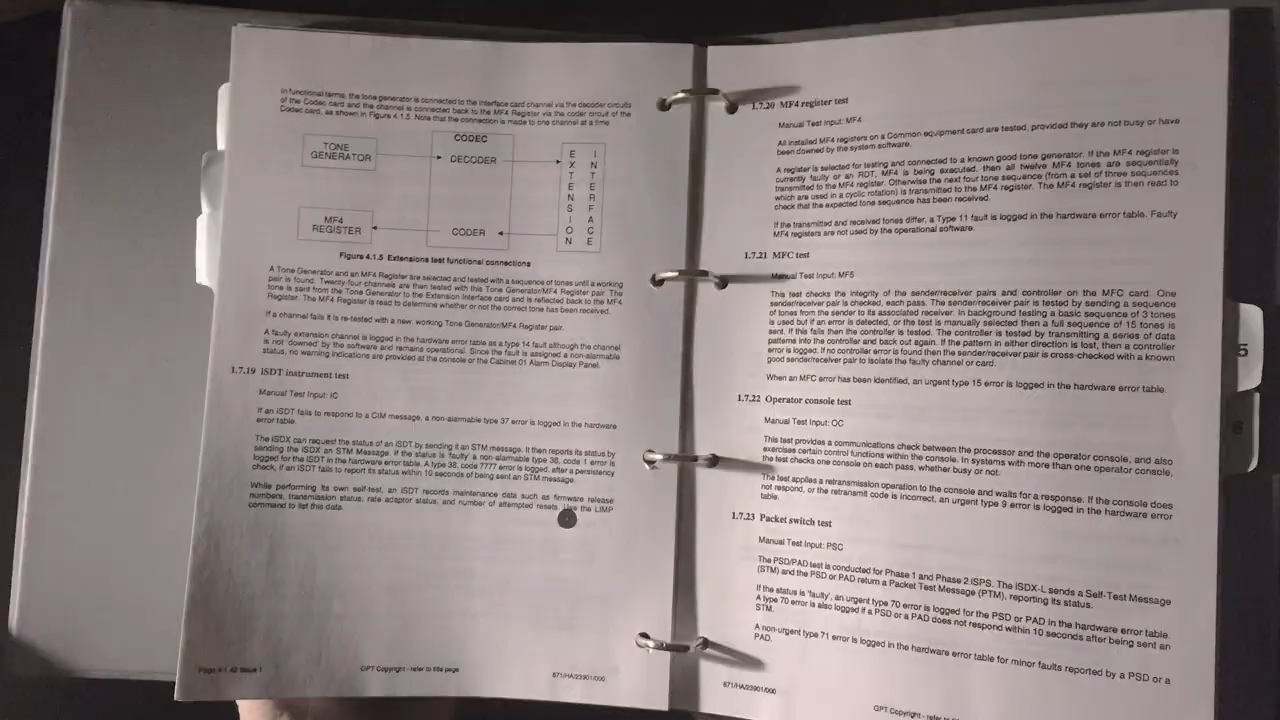 In functional terms, the tone generator is connected to the Interface card channel via the decoder circuits
of the Codec card and the channel is connected back to the MF4 Register via the coder circuit of the
Codec card, as shown in Figure 4.1.5. Note that the connection is made to one channel at a time.
TONE
GENERATOR
CODEC
DECODER
EXTENSION
INTERFACE
MF4
REGISTER
CODER
Figure 4.1.5 Extensions test functional connections
A Tone Generator and an MF4 Register are selected and tested with a sequence of tones until a working
pair is found. Twenty-four channels are then tested with this Tone Generator/MF4 Register pair. The
tone is sent from the Tone Generator to the Extension Interface card and is reflected back to the MF4
Register. The MF4 Register is read to determine whether or not the correct tone has been received.
If a channel fails it is re-tested with a new, working Tone Generator/MF4 Register pair.
A faulty extension channel is logged in the hardware error table as a type 14 fault although the channel
is not 'downed' by the software and remains operational. Since the fault is assigned a non-alarmable
status, no warning indications are provided at the console or the Cabinet 01 Alarm Display Panel.
1.7.19 iSDT instrument test
Manual Test Input: IC
If an iSDT fails to respond to a CIM message, a non-alarmable type 37 error is logged in the hardware
error table.
The iSDX can request the status of an iSDT by sending it an STM message. It then reports its status by
sending the iSDX an STM Message. If the status is 'faulty' a non-alarmable type 38, code 1 error is
logged for the iSDT in the hardware error table. A type 38, code 7777 error is logged, after a persistency
check, if an iSDT fails to report its status within 10 seconds of being sent an STM message.
While performing its own self-test, an iSDT records maintenance data such as firmware release
numbers, transmission status, rate adaptor status, and number of attempted resets. Use the LIMP
command to list this data.
Page 4.1.42 Issue 1
GPT Copyright - refer to title page
671/HA/23901/000
1.7.20 MF4 register test
Manual Test Input: MF4
All installed MF4 registers on a Common equipment card are tested, provided they are not busy or have
been downed by the system software.
A register is selected for testing and connected to a known good tone generator. If the MF4 register is
currently faulty or an RDT, MF4 is being executed, then all twelve MF4 tones are sequentially
transmitted to the MF4 register. Otherwise the next four tone sequence (from a set of three sequences
which are used in a cyclic rotation) is transmitted to the MF4 register. The MF4 register is then read to
check that the expected tone sequence has been received.
If the transmitted and received tones differ, a Type 11 fault is logged in the hardware error table. Faulty
MF4 registers are not used by the operational software.
1.7.21 MFC test
Manual Test Input: MF5
This test checks the integrity of the sender/receiver pairs and controller on the MFC card. One
sender/receiver pair is checked, each pass. The sender/receiver pair is tested by sending a sequence
of tones from the sender to its associated receiver. In background testing a basic sequence of 3 tones
is used but if an error is detected, or the test is manually selected then a full sequence of 15 tones is
sent. If this fails then the controller is tested. The controller is tested by transmitting a series of data
patterns into the controller and back out again. If the pattern in either direction is lost, then a controller
error is logged. If no controller error is found then the sender/receiver pair is cross-checked with a known
good sender/receiver pair to isolate the faulty channel or card.
When an MFC error has been identified, an urgent type 15 error is logged in the hardware error table.
1.7.22 Operator console test
Manual Test Input: OC
This test provides a communications check between the processor and the operator console, and also
exercises certain control functions within the console. In systems with more than one operator console,
the test checks one console on each pass, whether busy or not.
The test applies a retransmission operation to the console and waits for a response. If the console does
not respond, or the retransmit code is incorrect, an urgent type 9 error is logged in the hardware error
table.
1.7.23 Packet switch test
Manual Test Input: PSC
The PSD/PAD test is conducted for Phase 1 and Phase 2 iSPS. The iSDX-L sends a Self-Test Message
(STM) and the PSD or PAD return a Packet Test Message (PTM), reporting its status.
If the status is 'faulty', an urgent type 70 error is logged for the PSD or PAD in the hardware error table.
A type 70 error is also logged if a PSD or a PAD does not respond within 10 seconds after being sent an
STM.
A non-urgent type 71 error is logged in the hardware error table for minor faults reported by a PSD or a
PAD.
671/HA/23901/000
GPT Copyright - refer to
5
6